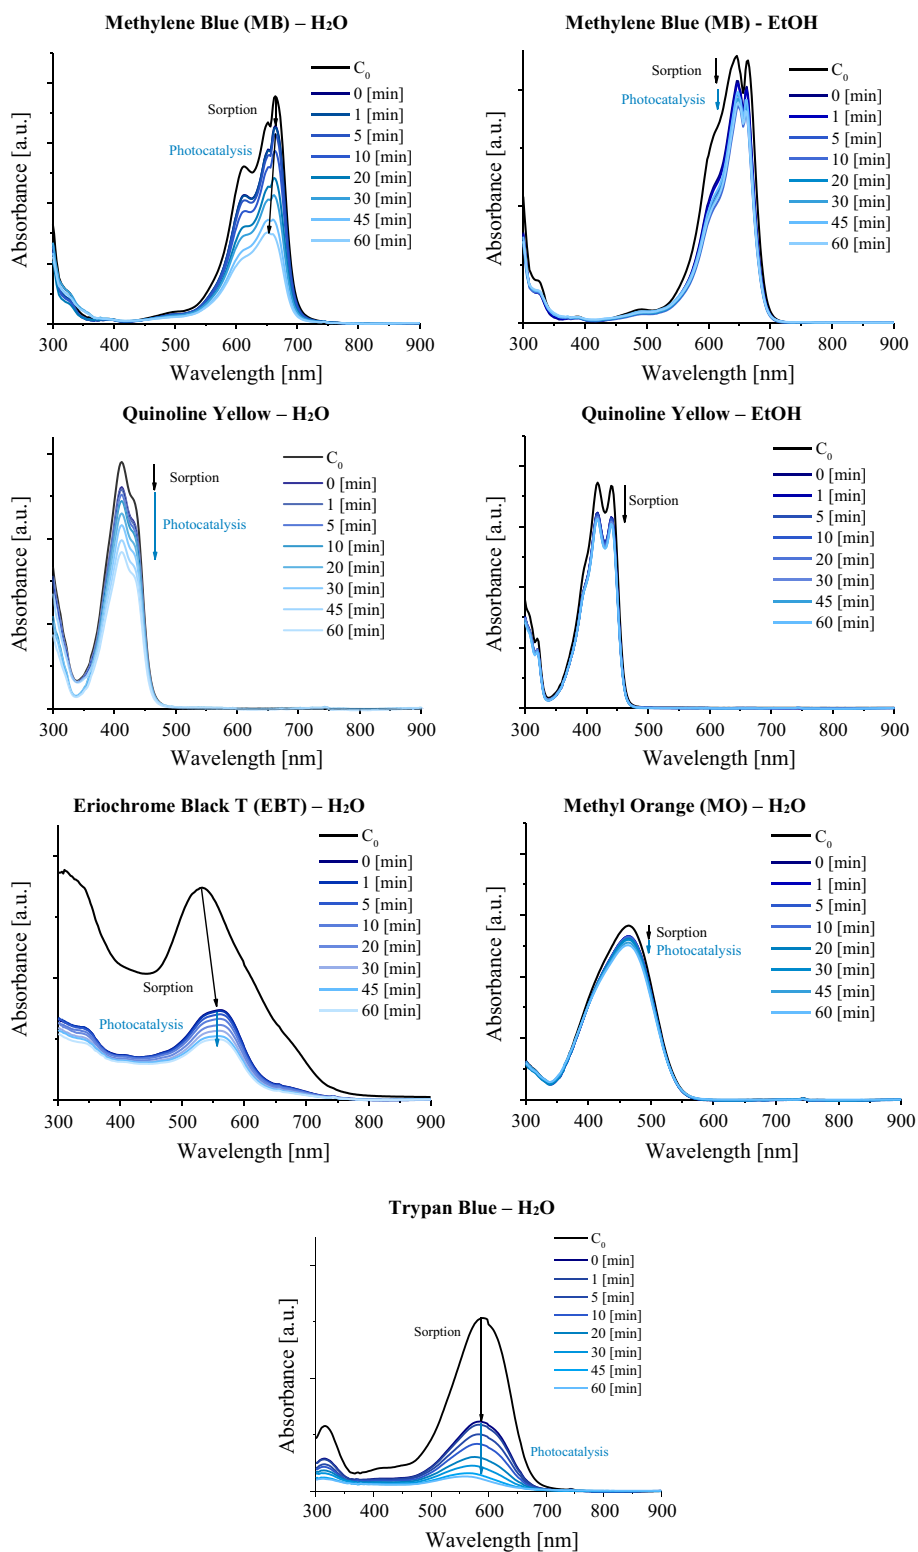 Methylene Blue (MB) – H₂O
Absorbance [a.u.]
Sorption
Photocatalysis
C₀
0 [min]
1 [min]
5 [min]
10 [min]
20 [min]
30 [min]
45 [min]
60 [min]
300 400 500 600 700 800 900
Wavelength [nm]
Methylene Blue (MB) - EtOH
Absorbance [a.u.]
Sorption
Photocatalysis
C₀
0 [min]
1 [min]
5 [min]
10 [min]
20 [min]
30 [min]
45 [min]
60 [min]
300 400 500 600 700 800 900
Wavelength [nm]
Quinoline Yellow – H₂O
Absorbance [a.u.]
Sorption
Photocatalysis
C₀
0 [min]
1 [min]
5 [min]
10 [min]
20 [min]
30 [min]
45 [min]
60 [min]
300 400 500 600 700 800 900
Wavelength [nm]
Quinoline Yellow – EtOH
Absorbance [a.u.]
Sorption
C₀
0 [min]
1 [min]
5 [min]
10 [min]
20 [min]
30 [min]
45 [min]
60 [min]
300 400 500 600 700 800 900
Wavelength [nm]
Eriochrome Black T (EBT) – H₂O
Absorbance [a.u.]
Sorption
Photocatalysis
C₀
0 [min]
1 [min]
5 [min]
10 [min]
20 [min]
30 [min]
45 [min]
60 [min]
300 400 500 600 700 800 900
Wavelength [nm]
Methyl Orange (MO) – H₂O
Absorbance [a.u.]
Sorption
Photocatalysis
C₀
0 [min]
1 [min]
5 [min]
10 [min]
20 [min]
30 [min]
45 [min]
60 [min]
300 400 500 600 700 800 900
Wavelength [nm]
Trypan Blue – H₂O
Absorbance [a.u.]
Sorption
Photocatalysis
C₀
0 [min]
1 [min]
5 [min]
10 [min]
20 [min]
30 [min]
45 [min]
60 [min]
300 400 500 600 700 800 900
Wavelength [nm]